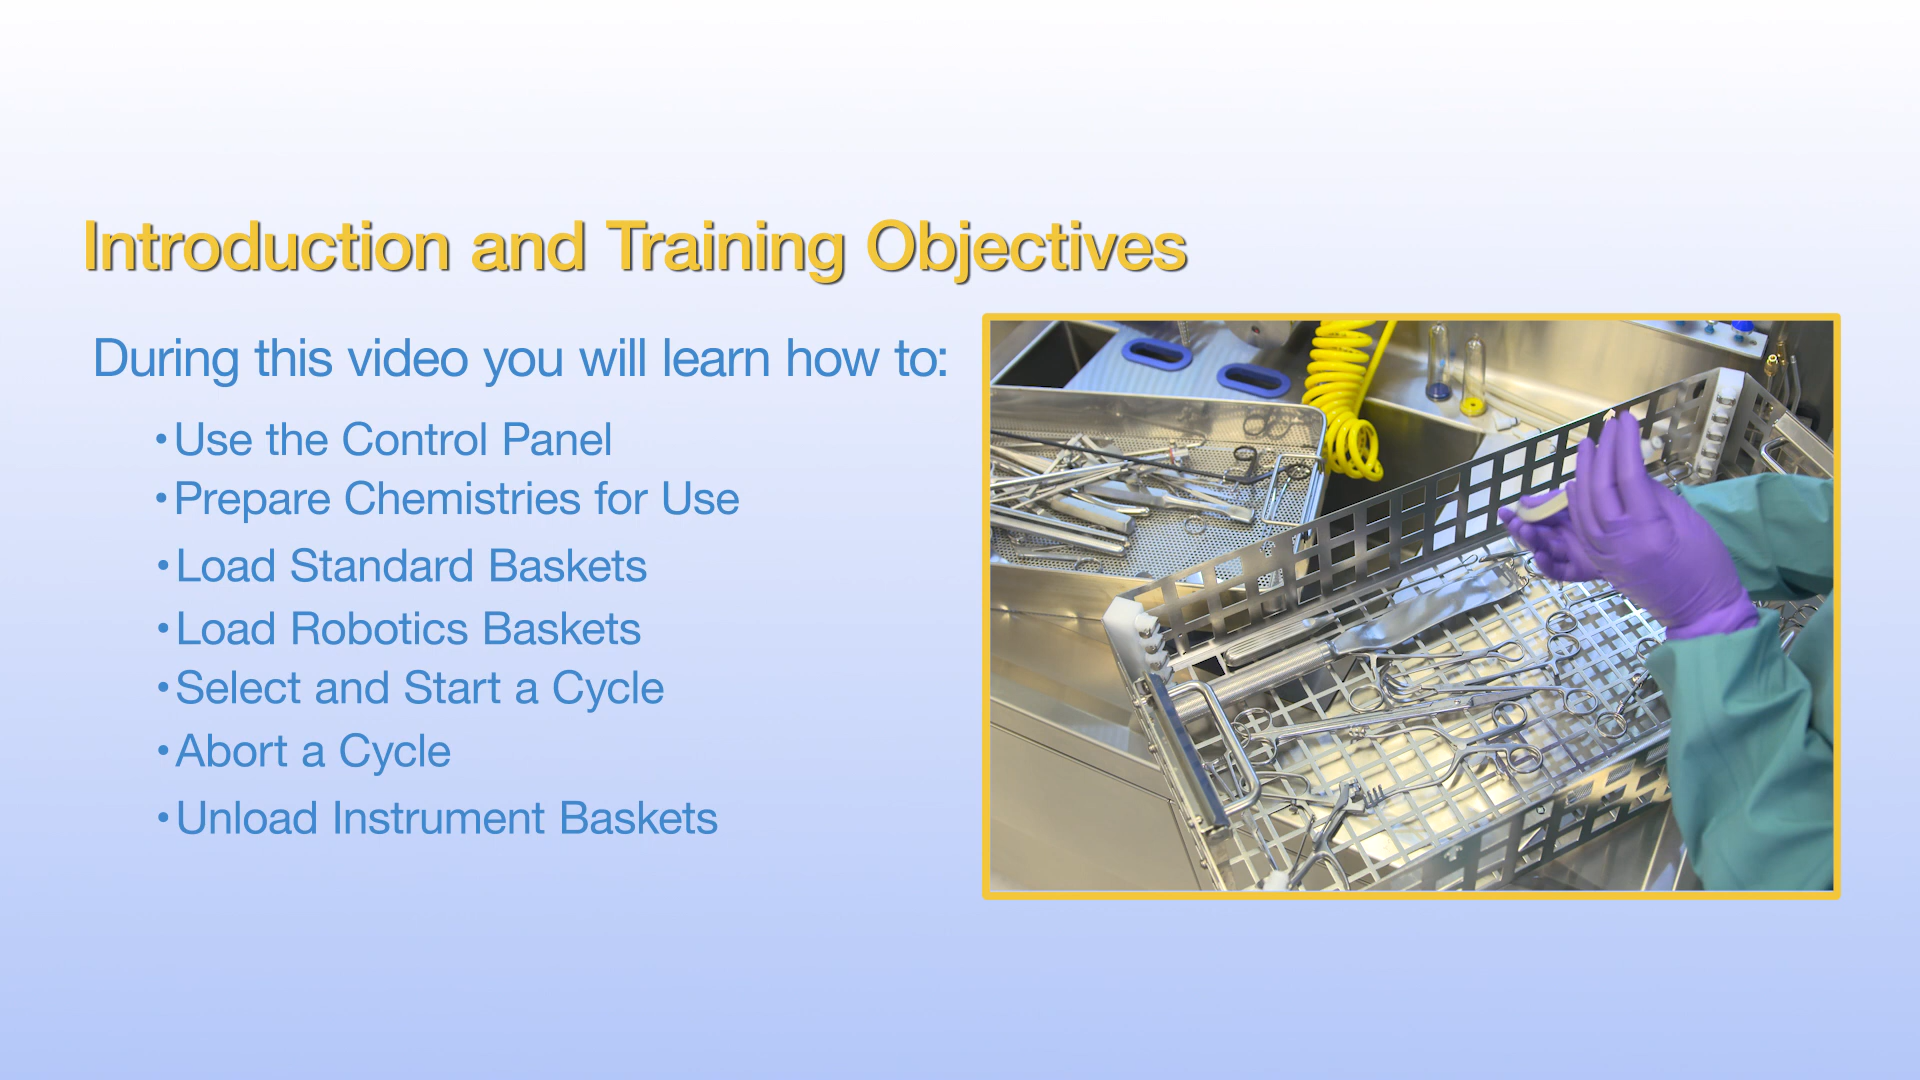 Introduction and Training Objectives
During this video you will learn how to:
•Use the Control Panel
•Prepare Chemistries for Use
•Load Standard Baskets
•Load Robotics Baskets
•Select and Start a Cycle
•Abort a Cycle
•Unload Instrument Baskets